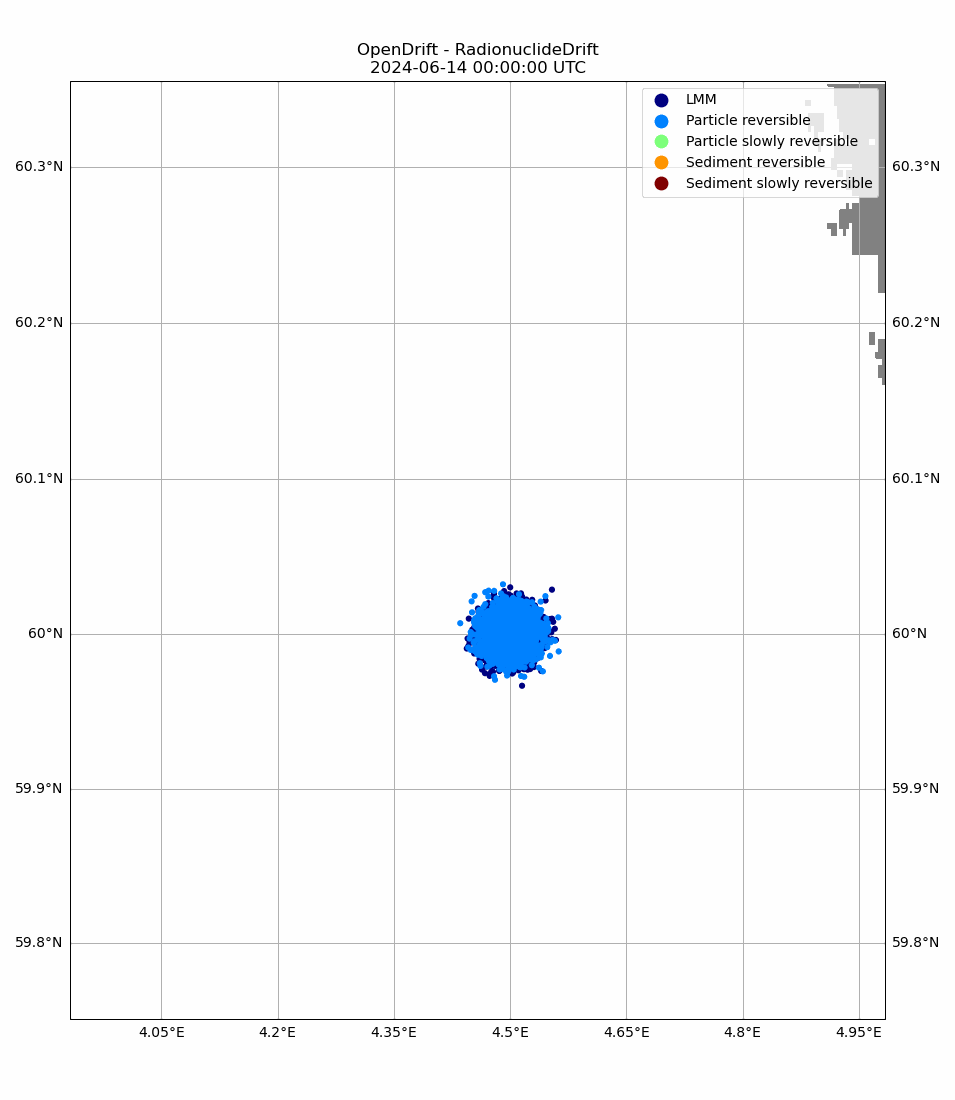 OpenDrift - RadionuclideDrift
2024-06-14 00:00:00 UTC
LMM
Particle reversible
Particle slowly reversible
Sediment reversible
Sediment slowly reversible
60.3°N 60.3°N
60.2°N 60.2°N
60.1°N 60.1°N
60°N 60°N
59.9°N 59.9°N
59.8°N 59.8°N
4.05°E 4.2°E 4.35°E 4.5°E 4.65°E 4.8°E 4.95°E